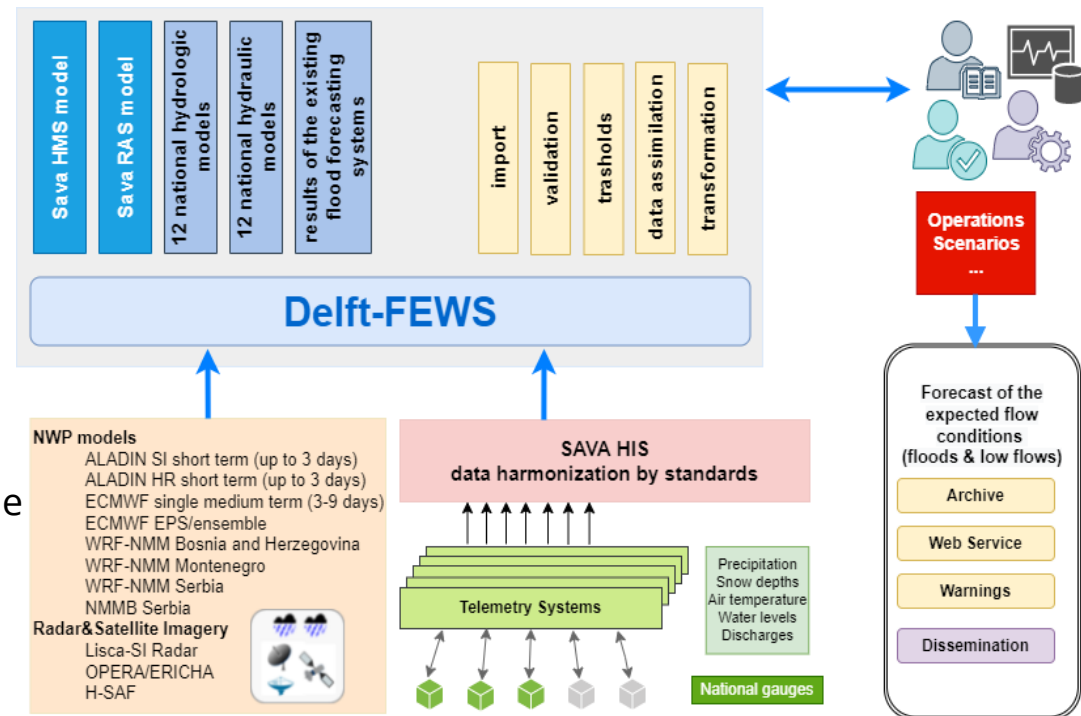 Sava HMS model
Sava RAS model
12 national hydrologic
models
12 national hydraulic
models
results of the existing
flood forecasting
systems
import
validation
trasholds
data assimilation
transformation
Delft-FEWS
Operations
Scenarios
...
NWP models
ALADIN SI short term (up to 3 days)
ALADIN HR short term (up to 3 days)
ECMWF single medium term (3-9 days)
ECMWF EPS/ensemble
WRF-NMM Bosnia and Herzegovina
WRF-NMM Montenegro
WRF-NMM Serbia
NMMB Serbia
Radar&Satellite Imagery
Lisca-SI Radar
OPERA/ERICHA
H-SAF
e
SAVA HIS
data harmonization by standards
Telemetry Systems
Precipitation
Snow depths
Air temperature
Water levels
Discharges
National gauges
Forecast of the
expected flow
conditions
(floods & low flows)
Archive
Web Service
Warnings
Dissemination